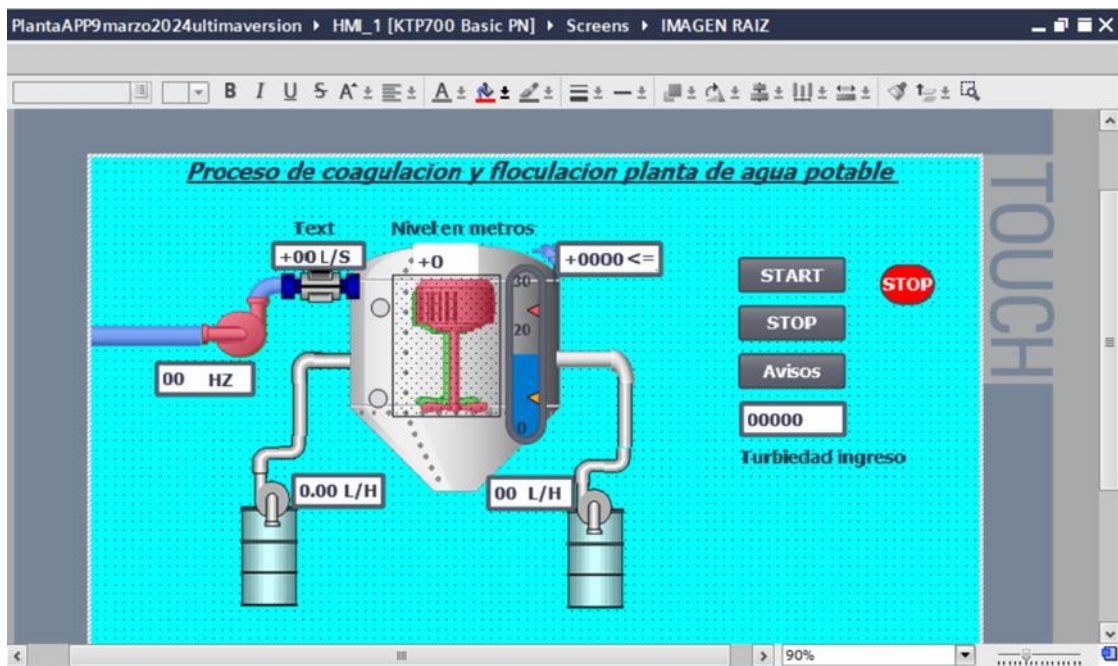 PlantaAPP9marzo2024ultimaversion ▸ HMI_1 [KTP700 Basic PN] ▸ Screens ▸ IMAGEN RAIZ
B I U S A A
Proceso de coagulacion y floculacion planta de agua potable
Text Nivel en metros
+00 L/S +0 +0000 <=
30
START STOP
20
STOP
00 HZ Avisos
0
00000
Turbiedad ingreso
0.00 L/H 00 L/H
TOUCH
90%